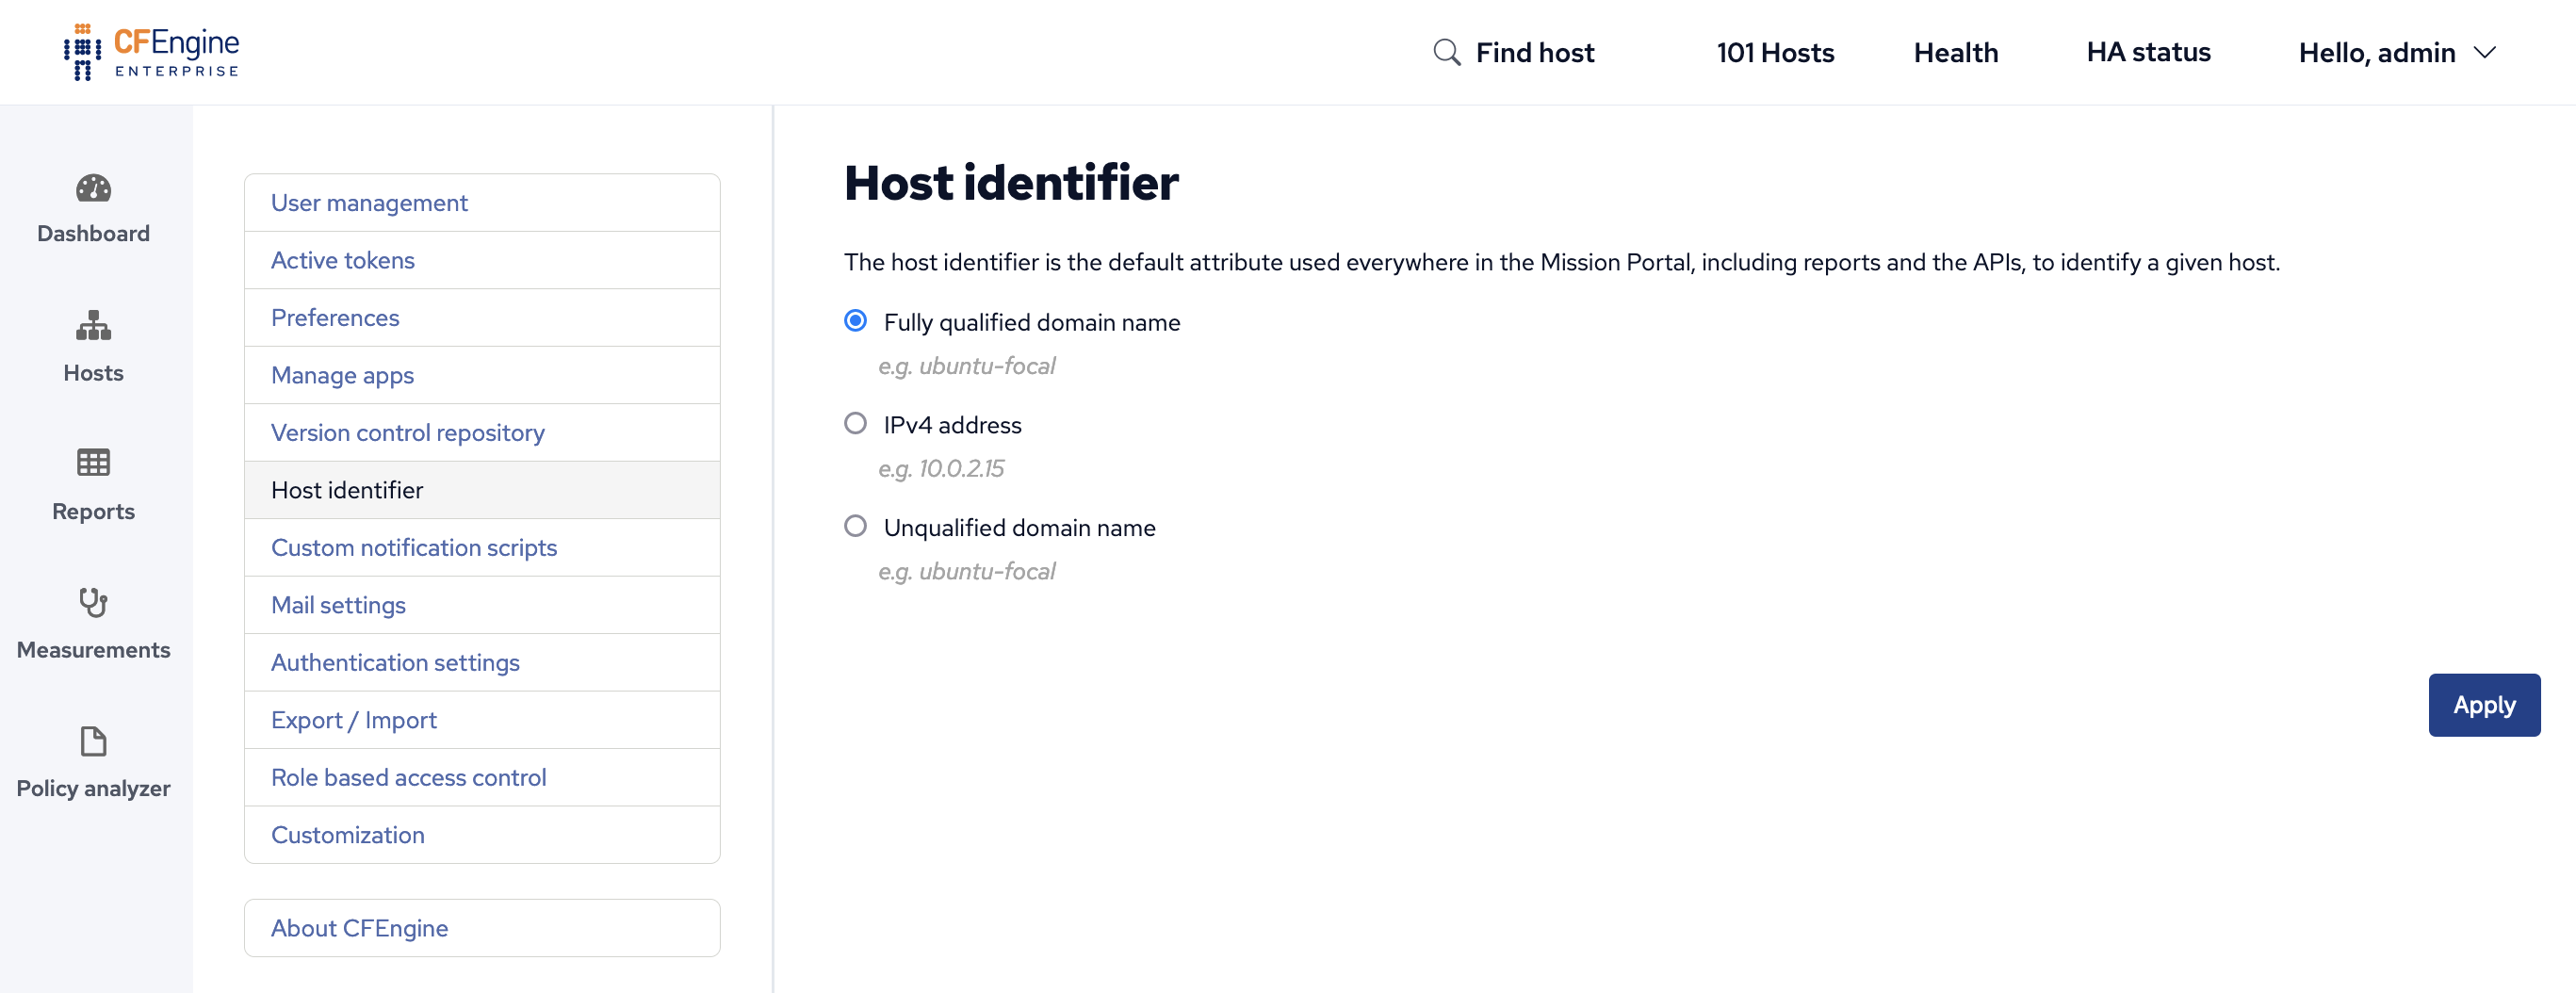 CFEngine
ENTERPRISE
Find host
101 Hosts
Health
HA status
Hello, admin
Dashboard
Hosts
Reports
Measurements
Policy analyzer
User management
Active tokens
Preferences
Manage apps
Version control repository
Host identifier
Custom notification scripts
Mail settings
Authentication settings
Export / Import
Role based access control
Customization
About CFEngine
Host identifier
The host identifier is the default attribute used everywhere in the Mission Portal, including reports and the APIs, to identify a given host.
Fully qualified domain name
e.g. ubuntu-focal
IPv4 address
e.g. 10.0.2.15
Unqualified domain name
e.g. ubuntu-focal
Apply